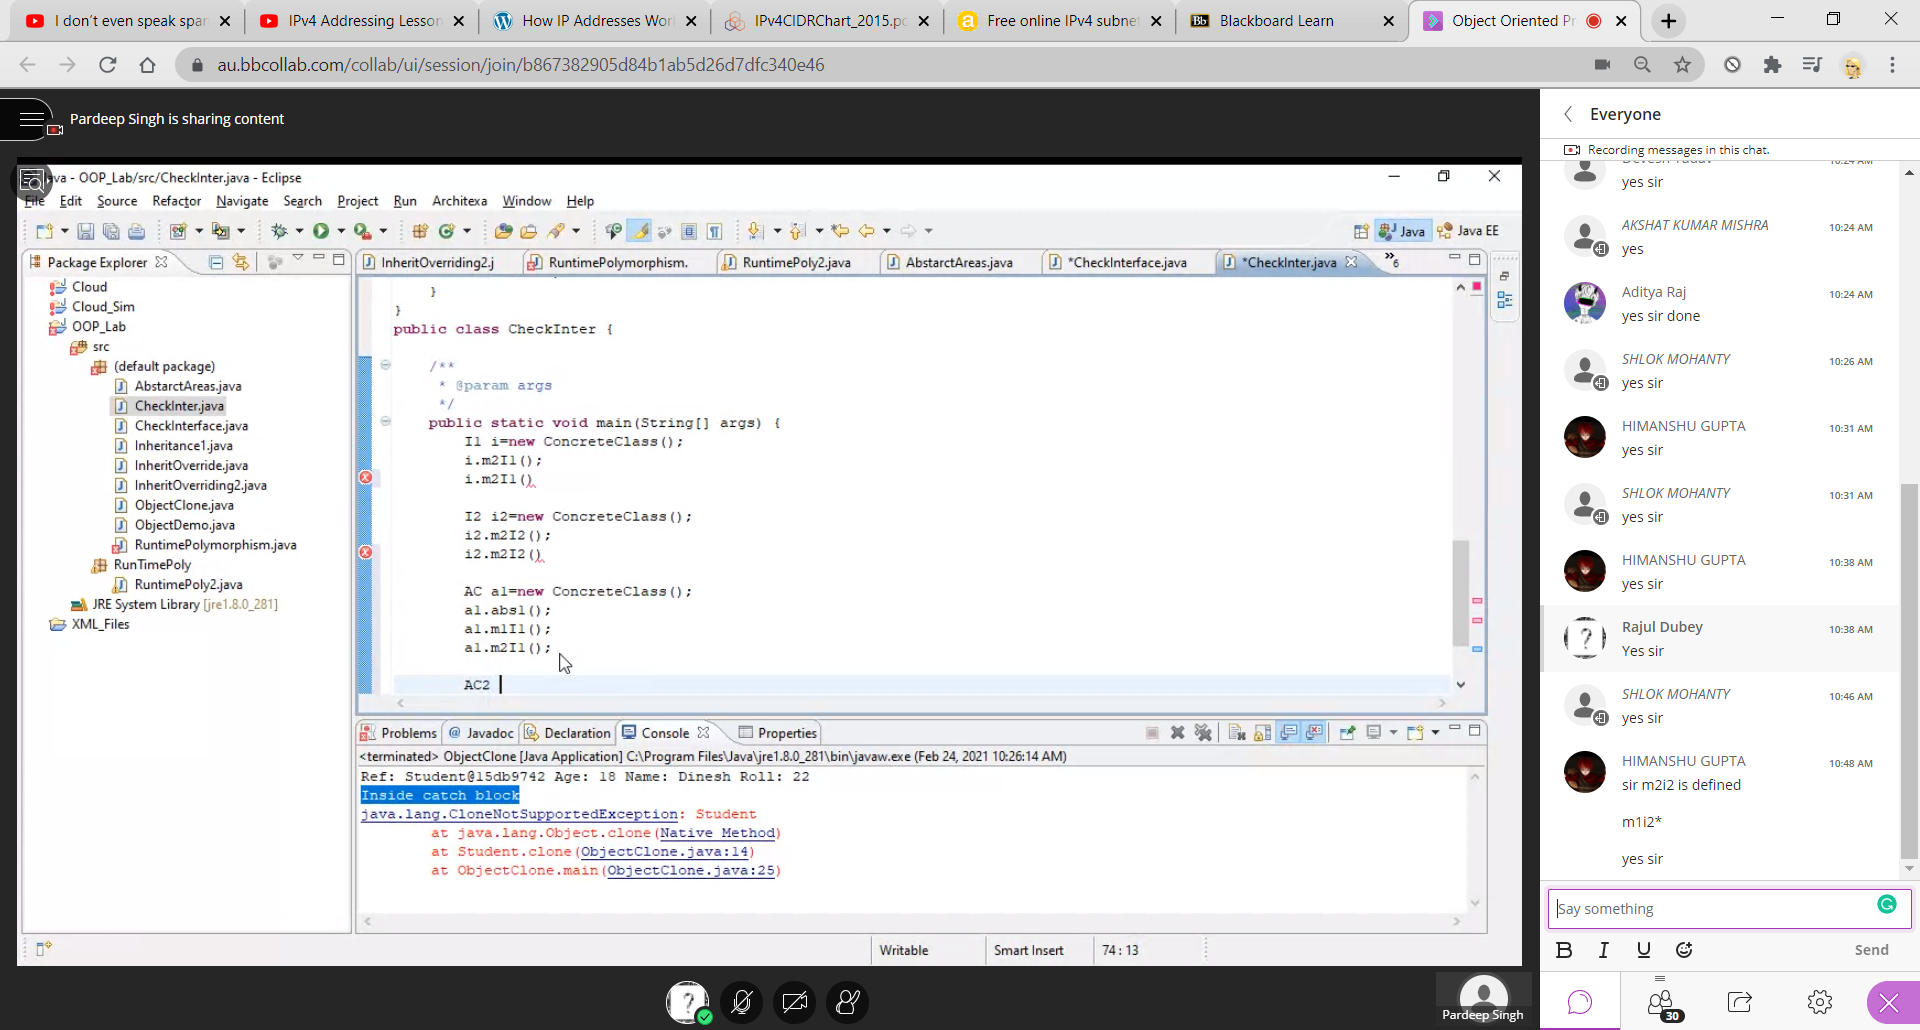 I don't even speak spa
IPv4 Addressing Lesson
How IP Addresses Wor
IPv4CIDRChart_2015.pc
Free online IPv4 subne
Bb Blackboard Learn
Object Oriented Pr
au.bbcollab.com/collab/ui/session/join/b867382905d84b1ab5d26d7dfc340e46
Pardeep Singh is sharing content
ava - OOP_Lab/src/CheckInter.java - Eclipse
File Edit Source Refactor Navigate Search Project Run Architexa Window Help
Java
Java EE
Package Explorer
InheritOverriding2.j
RuntimePolymorphism.
RuntimePoly2.java
AbstarctAreas.java
*CheckInterface.java
*CheckInter.java
»6
Cloud
Cloud_Sim
OOP_Lab
src
(default package)
AbstarctAreas.java
CheckInter.java
CheckInterface.java
Inheritance1.java
InheritOverride.java
InheritOverriding2.java
ObjectClone.java
ObjectDemo.java
RuntimePolymorphism.java
RunTimePoly
RuntimePoly2.java
JRE System Library [jre1.8.0_281]
XML_Files
}
}
public class CheckInter {
/**
* @param args
*/
public static void main(String[] args) {
I1 i=new ConcreteClass();
i.m2I1();
i.m2I1()
I2 i2=new ConcreteClass();
i2.m2I2();
i2.m2I2()
AC a1=new ConcreteClass();
a1.abs1();
a1.m1I1();
a1.m2I1();
AC2
Problems @ Javadoc Declaration Console Properties
<terminated> ObjectClone [Java Application] C:\Program Files\Java\jre1.8.0_281\bin\javaw.exe (Feb 24, 2021 10:26:14 AM)
Ref: Student@15db9742 Age: 18 Name: Dinesh Roll: 22
Inside catch block
java.lang.CloneNotSupportedException: Student
at java.lang.Object.clone(Native Method)
at Student.clone(ObjectClone.java:14)
at ObjectClone.main(ObjectClone.java:25)
Writable
Smart Insert
74 : 13
Pardeep Singh
Everyone
Recording messages in this chat.
yes sir
AKSHAT KUMAR MISHRA 10:24 AM
yes
Aditya Raj 10:24 AM
yes sir done
SHLOK MOHANTY 10:26 AM
yes sir
HIMANSHU GUPTA 10:31 AM
yes sir
SHLOK MOHANTY 10:31 AM
yes sir
HIMANSHU GUPTA 10:38 AM
yes sir
Rajul Dubey 10:38 AM
Yes sir
SHLOK MOHANTY 10:46 AM
yes sir
HIMANSHU GUPTA 10:48 AM
sir m2i2 is defined
m1i2*
yes sir
Say something
B I U
Send
30